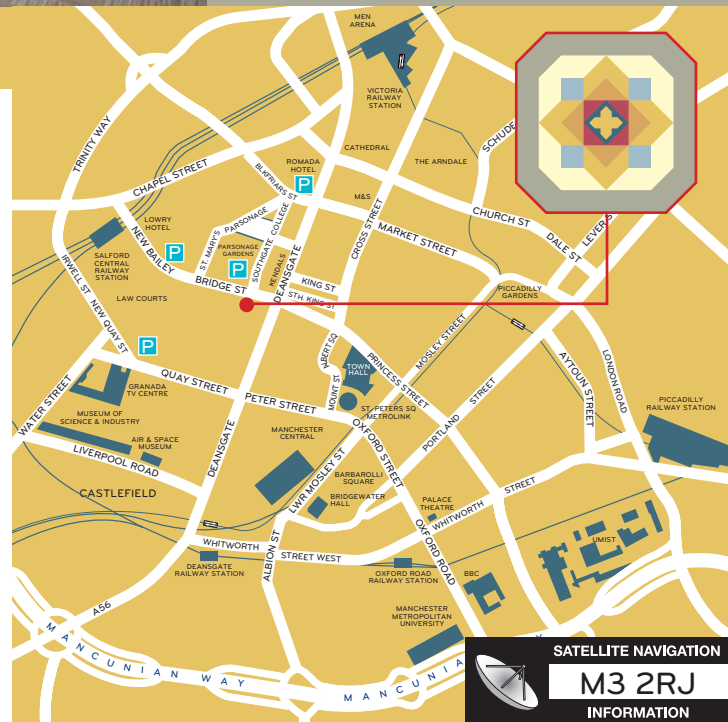 MEN
ARENA
VICTORIA
RAILWAY
STATION
TRINITY WAY
CATHEDRAL
THE ARNDALE
CHAPEL STREET
ROMADA
HOTEL
BLKFRIARS ST
P
M&S
CHURCH ST
DALE ST
LEVER S
LOWRY
HOTEL
PARSONAGE
ST. MARY'S
SOUTHGATE
COLLEGE
KENDALS
DEANSGATE
CROSS STREET
MARKET STREET
NEW BAILEY
P
PARSONAGE
GARDENS
P
SALFORD
CENTRAL
RAILWAY
STATION
BRIDGE ST
KING ST
STH. KING ST
PICCADILLY
GARDENS
IRWELL ST
LAW COURTS
NEW QUAY ST
P
ALBERT SQ
TOWN
HALL
PRINCESS STREET
MOSLEY STREET
AYTOUN STREET
LONDON ROAD
QUAY STREET
GRANADA
TV CENTRE
WATER STREET
PETER STREET
MOUNT ST
ST. PETERS SQ
METROLINK
PORTLAND STREET
PICCADILLY
RAILWAY STATION
MUSEUM OF
SCIENCE & INDUSTRY
AIR & SPACE
MUSEUM
DEANSGATE
MANCHESTER
CENTRAL
OXFORD STREET
LIVERPOOL ROAD
CASTLEFIELD
LWR MOSLEY ST
BARBAROLLI
SQUARE
BRIDGEWATER
HALL
PALACE
THEATRE
WHITWORTH STREET
WHITWORTH STREET WEST
ALBION ST
OXFORD ROAD
UMIST
DEANSGATE
RAILWAY STATION
OXFORD ROAD
RAILWAY STATION
BBC
A56
MANCHESTER
METROPOLITAN
UNIVERSITY
MANCUNIAN WAY
MANCUNIA
SATELLITE NAVIGATION
M3 2RJ
INFORMATION